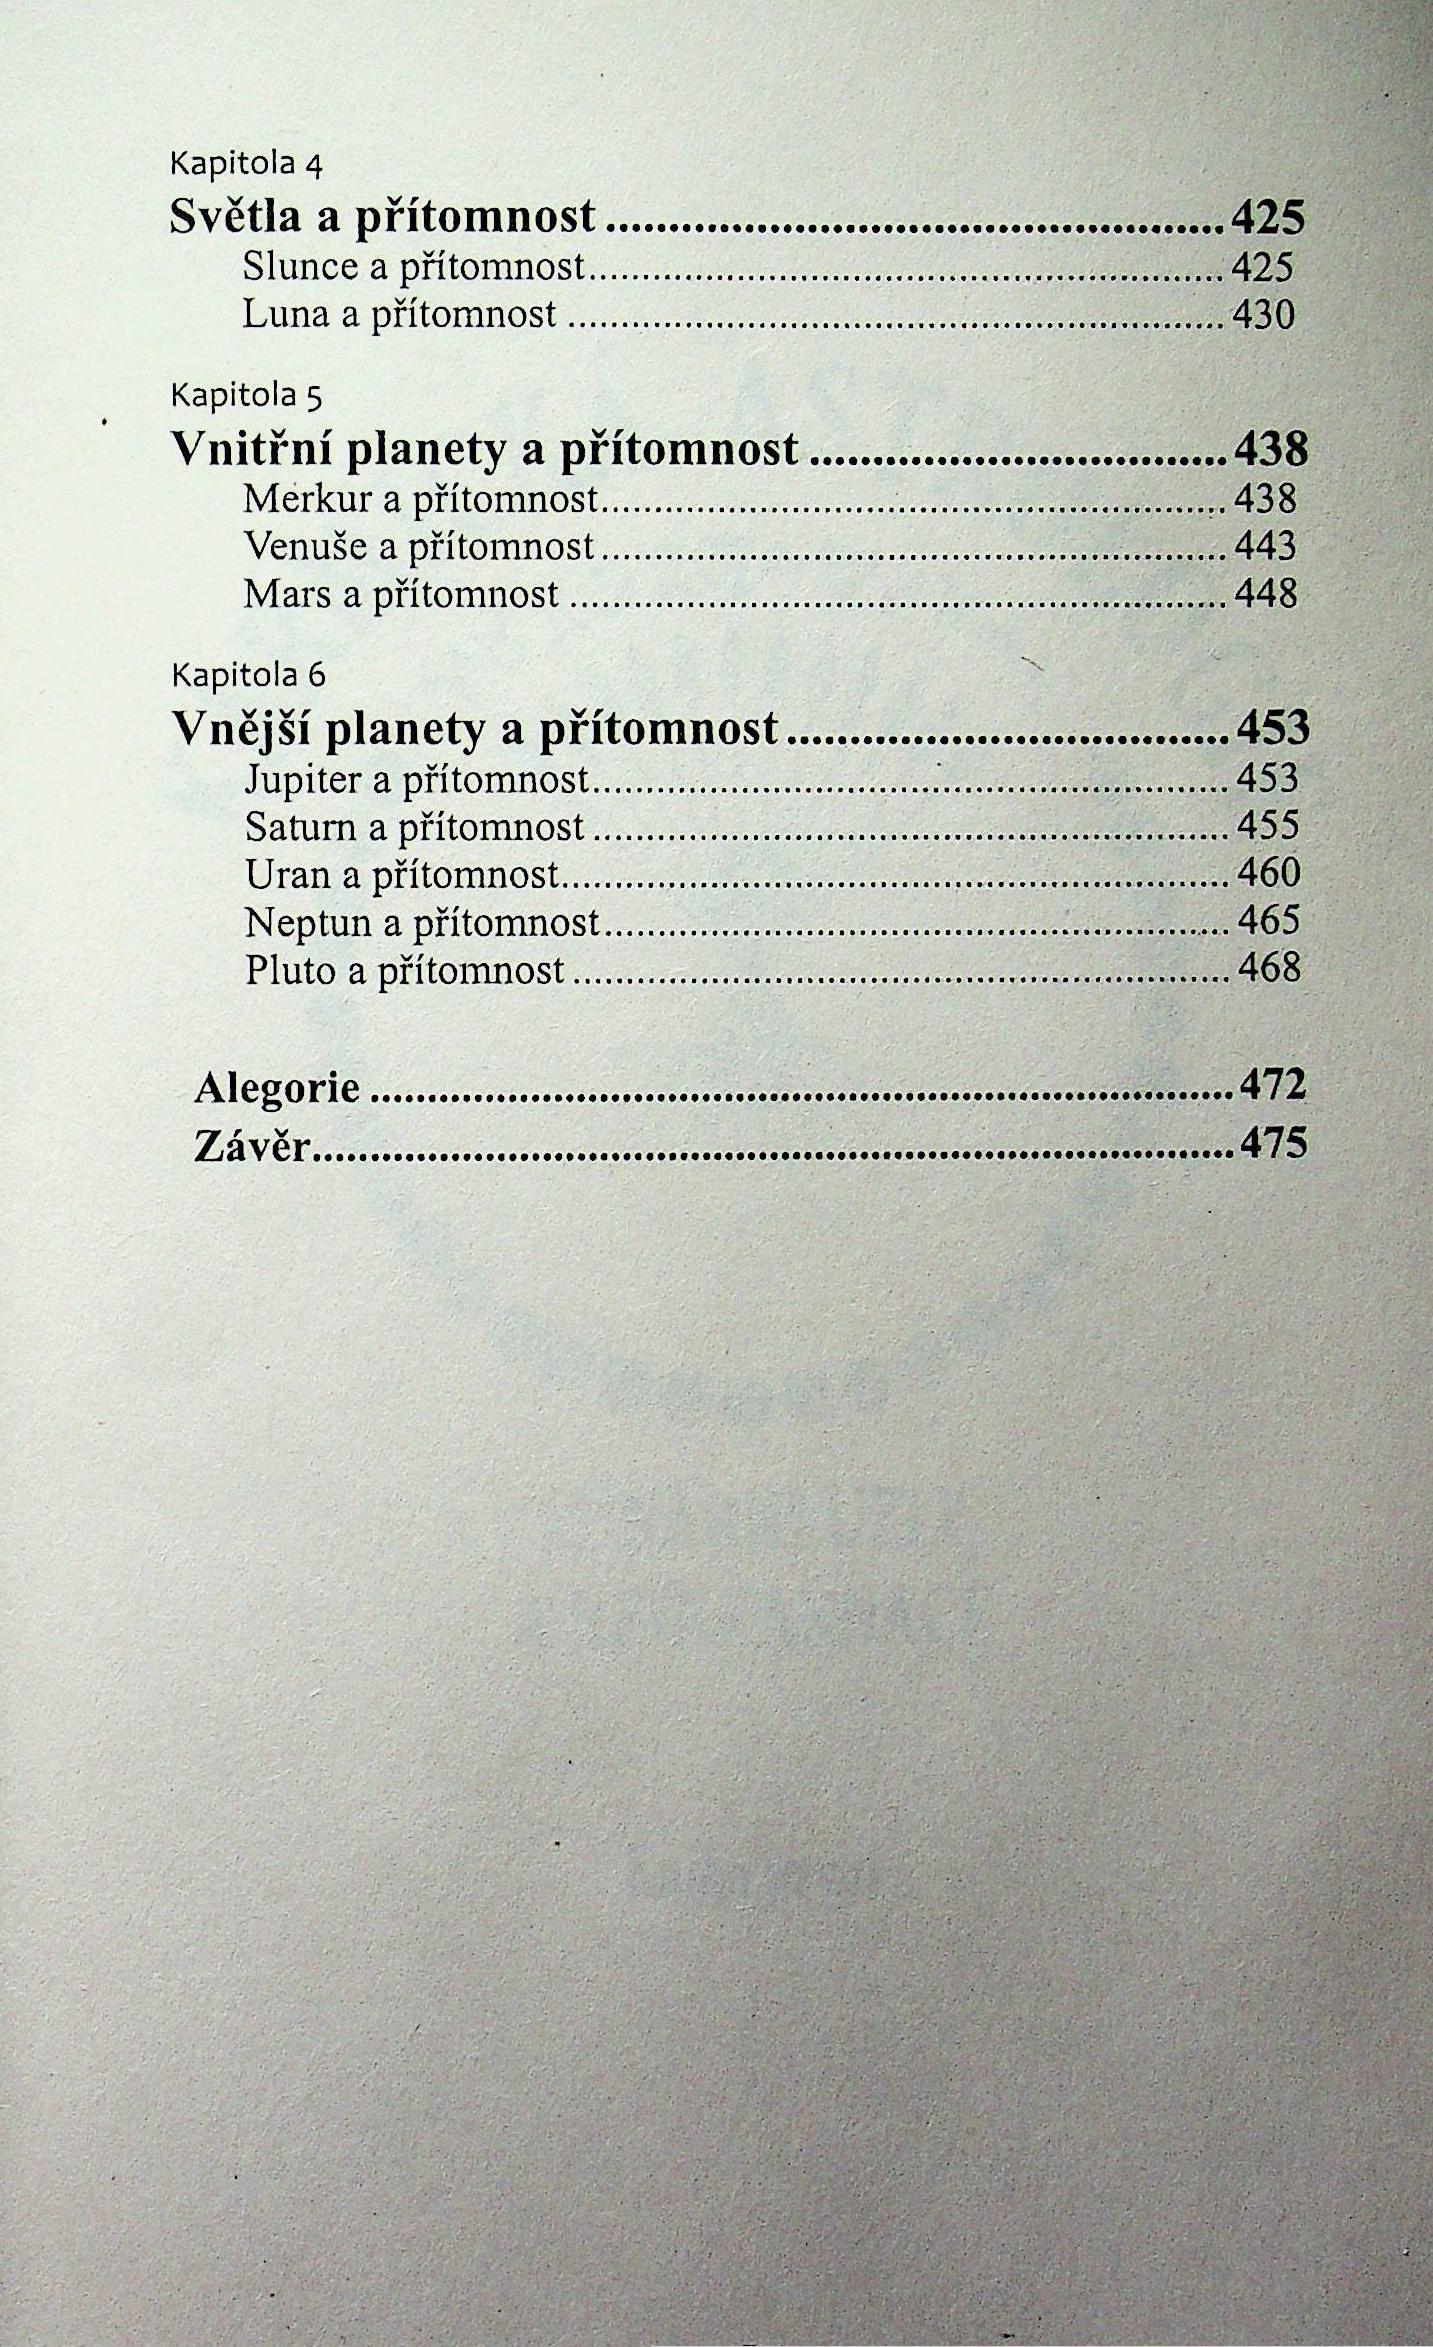 Kapitola 4
Světla a přítomnost ........ 425
Slunce a přítomnost ........ 425
Luna a přítomnost ........ 430
Kapitola 5
Vnitřní planety a přítomnost ........ 438
Merkur a přítomnost ........ 438
Venuše a přítomnost ........ 443
Mars a přítomnost ........ 448
Kapitola 6
Vnější planety a přítomnost ........ 453
Jupiter a přítomnost ........ 453
Saturn a přítomnost ........ 455
Uran a přítomnost ........ 460
Neptun a přítomnost ........ 465
Pluto a přítomnost ........ 468
Alegorie ........ 472
Závěr ........ 475